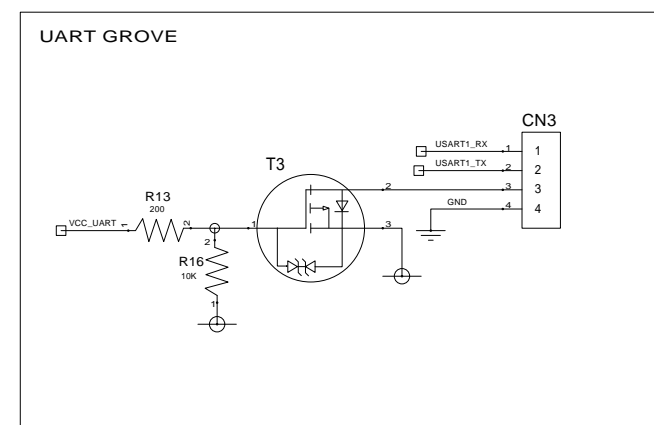 UART GROVE
CN3
USART1_RX 1 1
USART1_TX 2 2
T3
2 3 3
R13
200
GND 4 4
VCC_UART 1 2 1 3
2
R16
10K
1